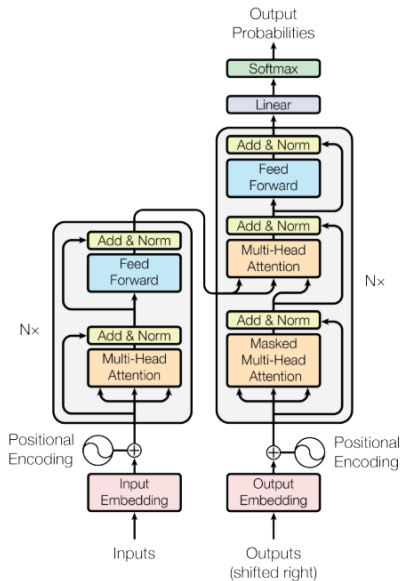 Output
Probabilities
Softmax
Linear
Add & Norm
Feed
Forward
Add & Norm
Multi-Head
Attention
Add & Norm
Masked
Multi-Head
Attention
N×
Add & Norm
Feed
Forward
Add & Norm
Multi-Head
Attention
N×
Positional
Encoding
Positional
Encoding
Input
Embedding
Output
Embedding
Inputs
Outputs
(shifted right)